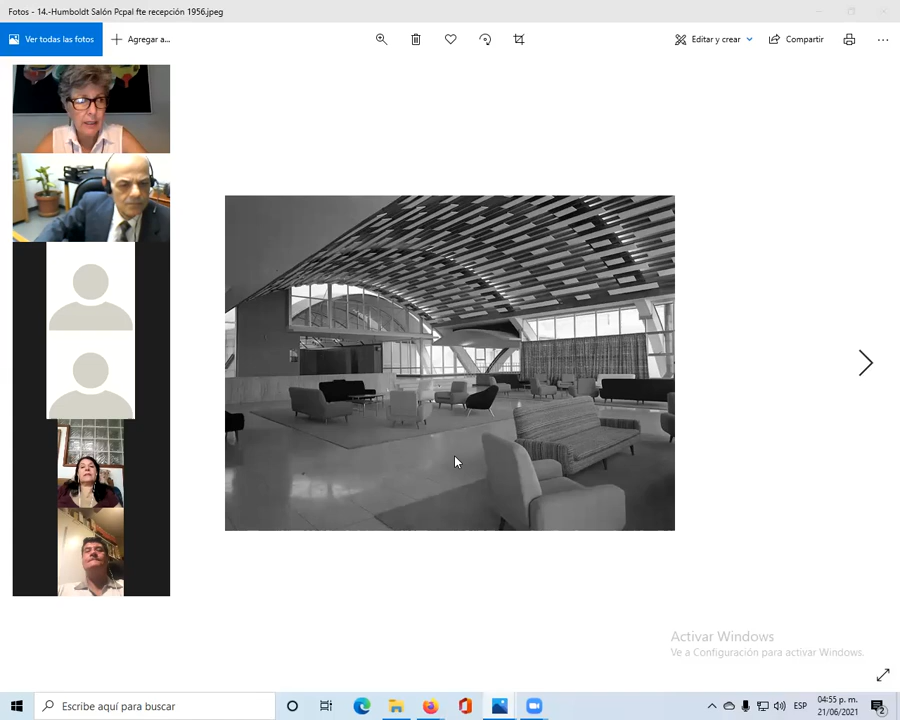 Fotos - 14.-Humboldt Salón Pcpal fte recepción 1956.jpeg
Ver todas las fotos
Agregar a...
Editar y crear
Compartir
Activar Windows
Ve a Configuración para activar Windows.
Escribe aquí para buscar
ESP
04:55 p. m.
21/06/2021
2